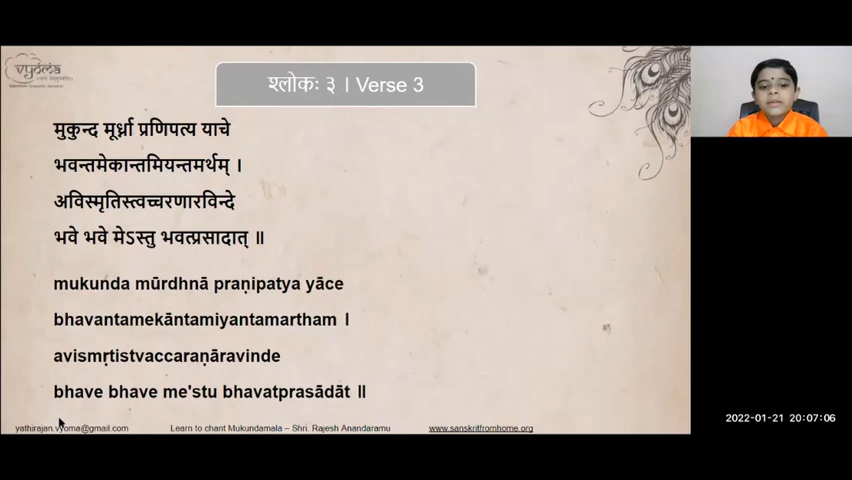 vyoma
श्लोकः ३ । Verse 3
मुकुन्द मूर्ध्ना प्रणिपत्य याचे
भवन्तमेकान्तमियन्तमर्थम् ।
अविस्मृतिस्त्वच्चरणारविन्दे
भवे भवे मेऽस्तु भवत्प्रसादात् ॥
mukunda mūrdhnā praṇipatya yāce
bhavantamekāntamiyantamartham ।
avismṛtistvaccaraṇāravinde
bhave bhave me'stu bhavatprasādāt ॥
yathirajan.vyoma@gmail.com Learn to chant Mukundamala – Shri. Rajesh Anandaramu www.sanskritfromhome.org
2022-01-21 20:07:06